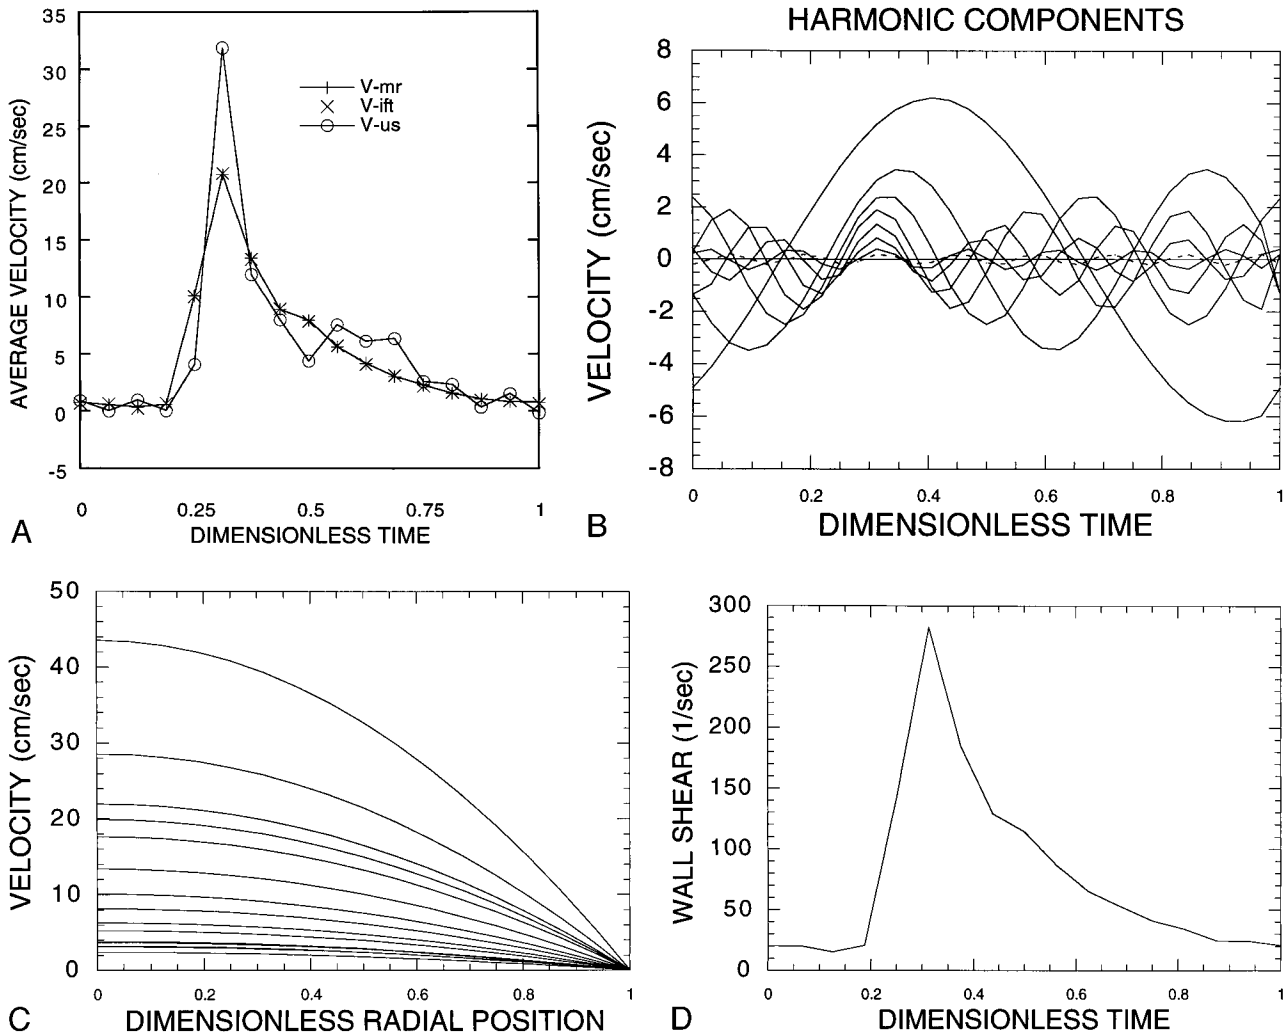 35
30
25
20
15
10
5
0
-5
AVERAGE VELOCITY (cm/sec)
V-mr
V-ift
V-us
0 0.25 0.5 0.75 1
DIMENSIONLESS TIME
A
HARMONIC COMPONENTS
8
6
4
2
0
-2
-4
-6
-8
VELOCITY (cm/sec)
0 0.2 0.4 0.6 0.8 1
DIMENSIONLESS TIME
B
50
40
30
20
10
0
VELOCITY (cm/sec)
0 0.2 0.4 0.6 0.8 1
DIMENSIONLESS RADIAL POSITION
C
300
250
200
150
100
50
0
WALL SHEAR (1/sec)
0 0.2 0.4 0.6 0.8 1
DIMENSIONLESS TIME
D